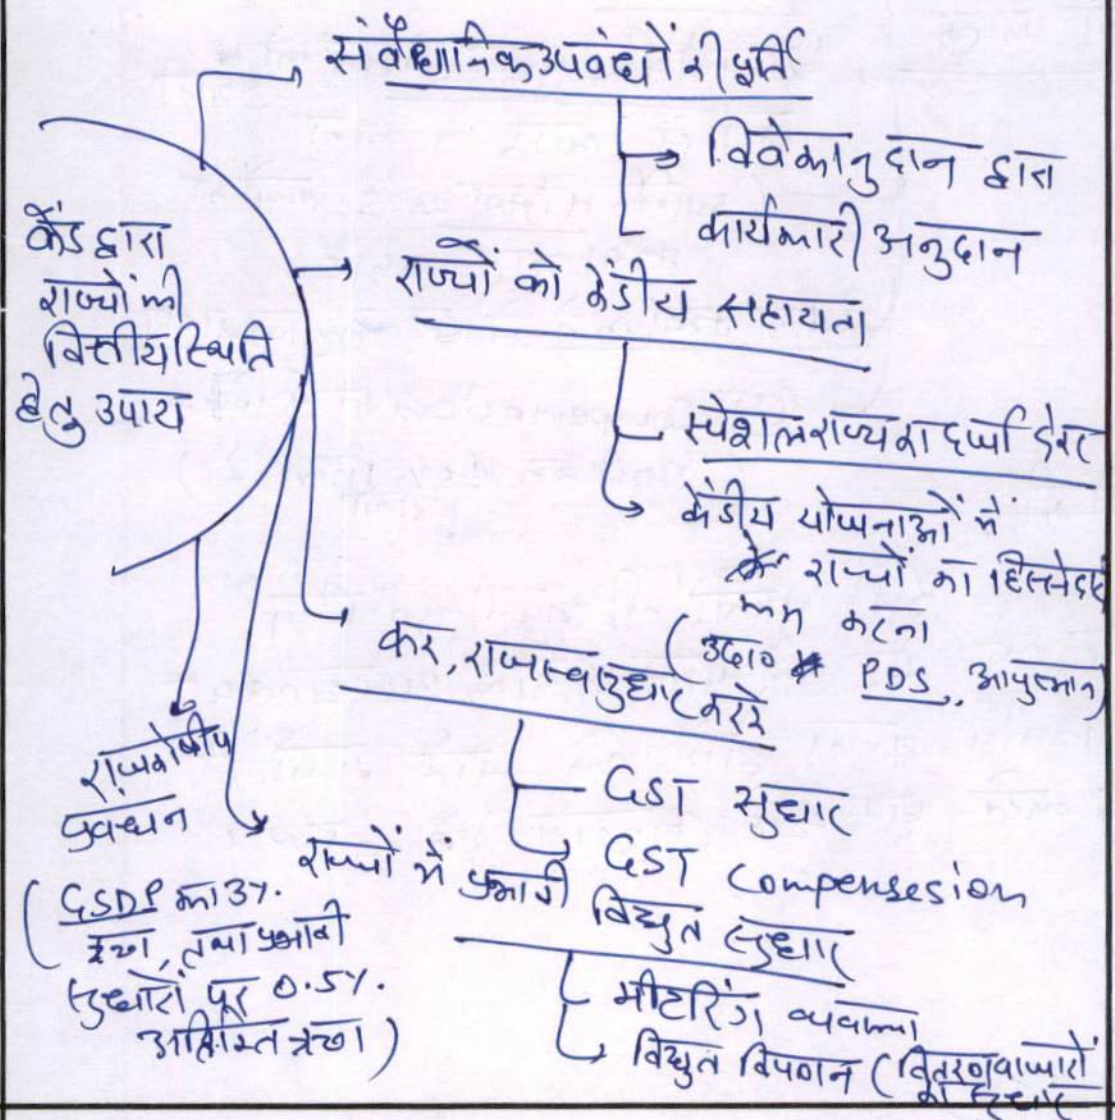 संवैधानिक उपबंधों की पूर्ति
विवेकानुदान द्वारा
कार्यकारी अनुदान
केंद्र द्वारा
राज्यों की
वित्तीय स्थिति
हेतु उपाय
राज्यों को केंद्रीय सहायता
स्पेशल राज्य का दर्जा देकर
केंद्रीय योजनाओं में
राज्यों का हिस्सेदारी
कम करना
(उदा० PDS, आयुष्मान)
कर, राजस्व सुधार करके
GST सुधार
GST Compensesion
राजकोषीय
प्रबंधन
(GSDP का 3%.
ऋण, तथा प्रभावी
सुधारों पर 0.5%.
अतिरिक्त ऋण)
राज्यों में प्रभावी विद्युत सुधार
मीटरिंग व्यवस्था
विद्युत विपणन (वितरण बाजारों